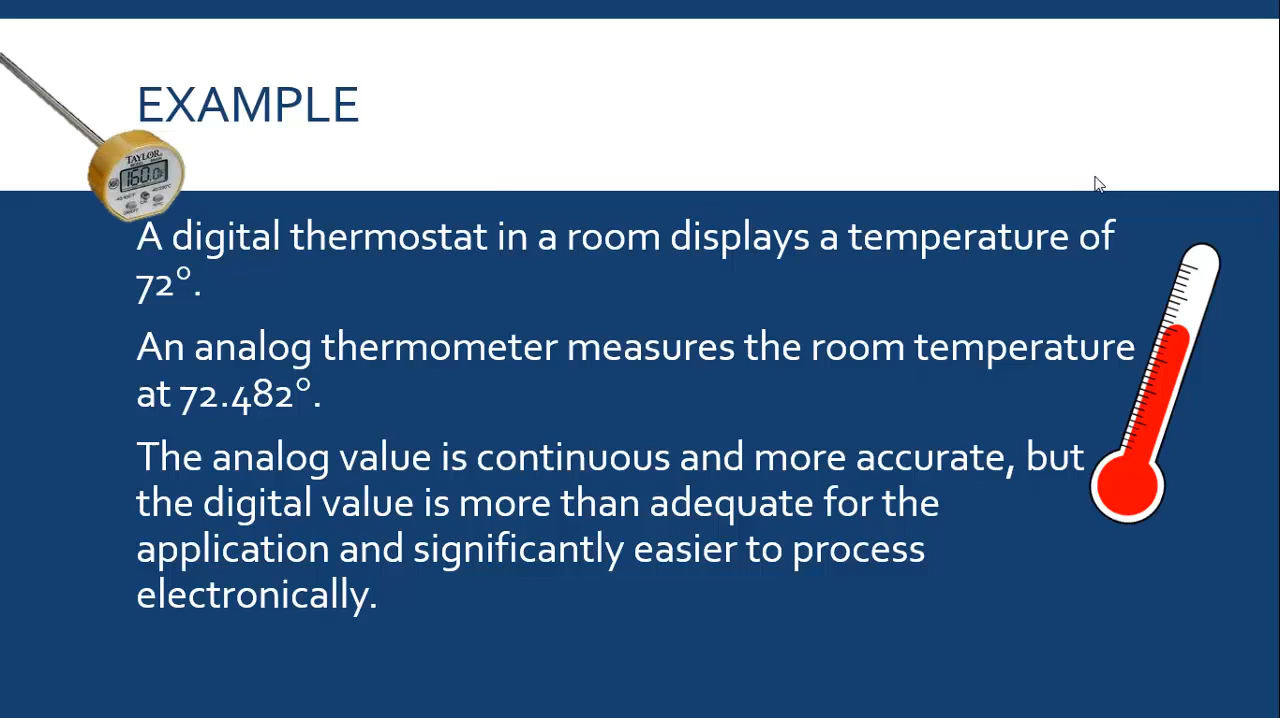 EXAMPLE
TAYLOR
160.0
A digital thermostat in a room displays a temperature of
72°.
An analog thermometer measures the room temperature
at 72.482°.
The analog value is continuous and more accurate, but
the digital value is more than adequate for the
application and significantly easier to process
electronically.